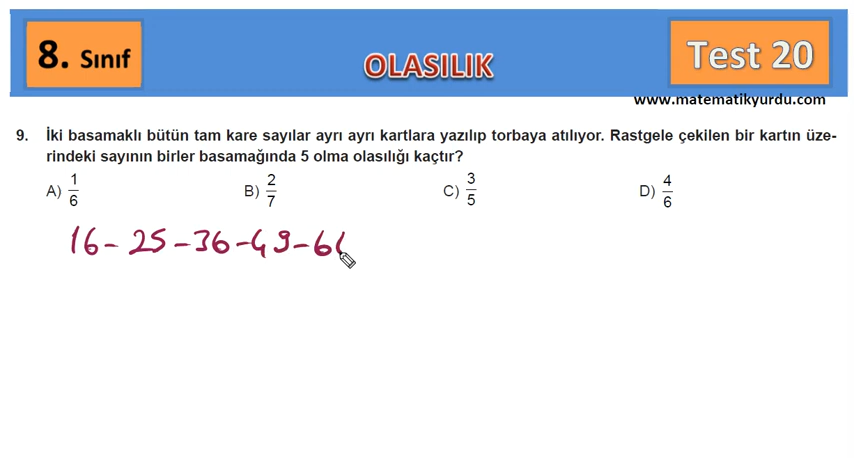 8. Sınıf
OLASILIK
Test 20
www.matematikyurdu.com
9. İki basamaklı bütün tam kare sayılar ayrı ayrı kartlara yazılıp torbaya atılıyor. Rastgele çekilen bir kartın üze-
rindeki sayının birler basamağında 5 olma olasılığı kaçtır?
A) 1/6 B) 2/7 C) 3/5 D) 4/6
16 - 25 - 36 - 49 - 64